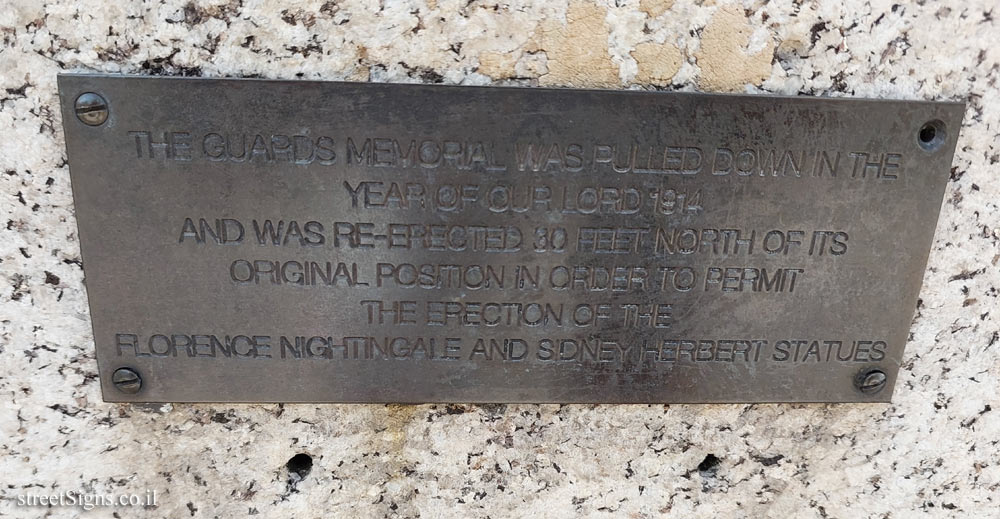 THE GUARDS MEMORIAL WAS PULLED DOWN IN THE
YEAR OF OUR LORD 1914
AND WAS RE-ERECTED 30 FEET NORTH OF ITS
ORIGINAL POSITION IN ORDER TO PERMIT
THE ERECTION OF THE
FLORENCE NIGHTINGALE AND SIDNEY HERBERT STATUES
streetSigns.co.il